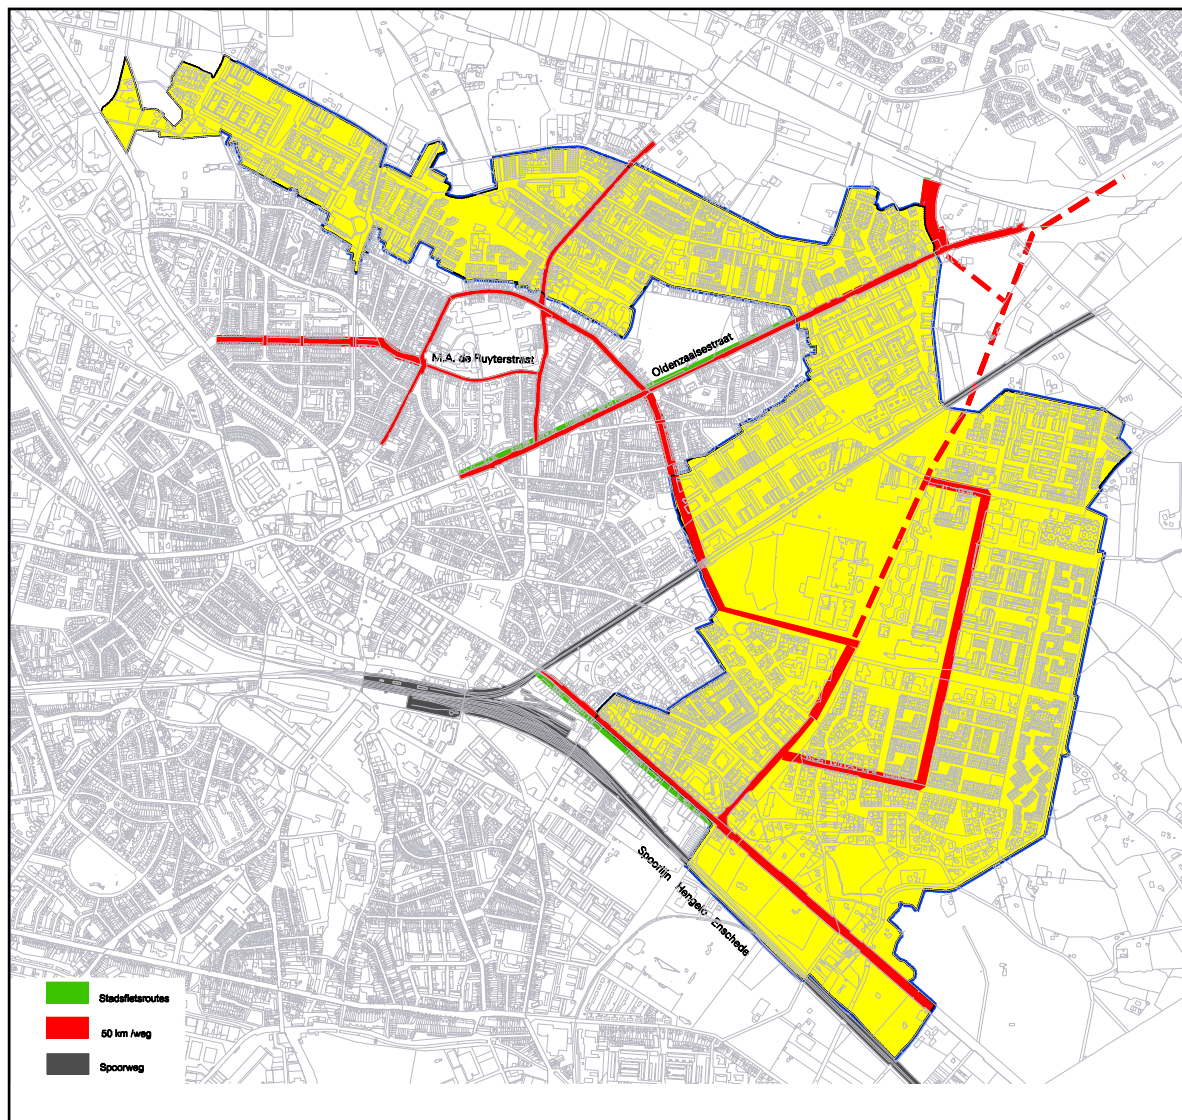 M.A. de Ruyterstraat
Oldenzaalsestraat
Spoorlijn Hengelo Enschede
Stadsfietsroutes
50 km /weg
Spoorweg